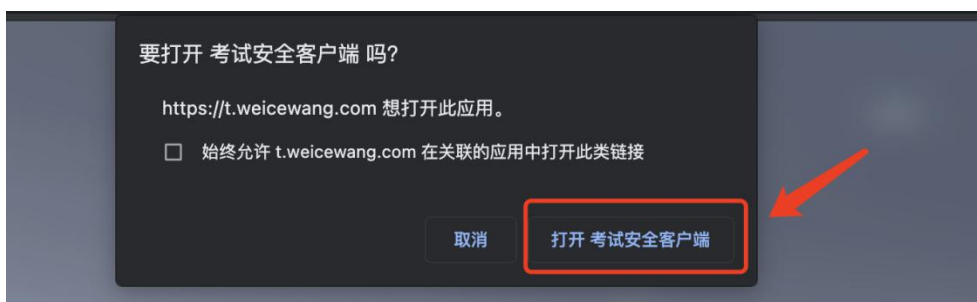 要打开 考试安全客户端 吗?
https://t.weicewang.com 想打开此应用。
始终允许 t.weicewang.com 在关联的应用中打开此类链接
取消
打开 考试安全客户端